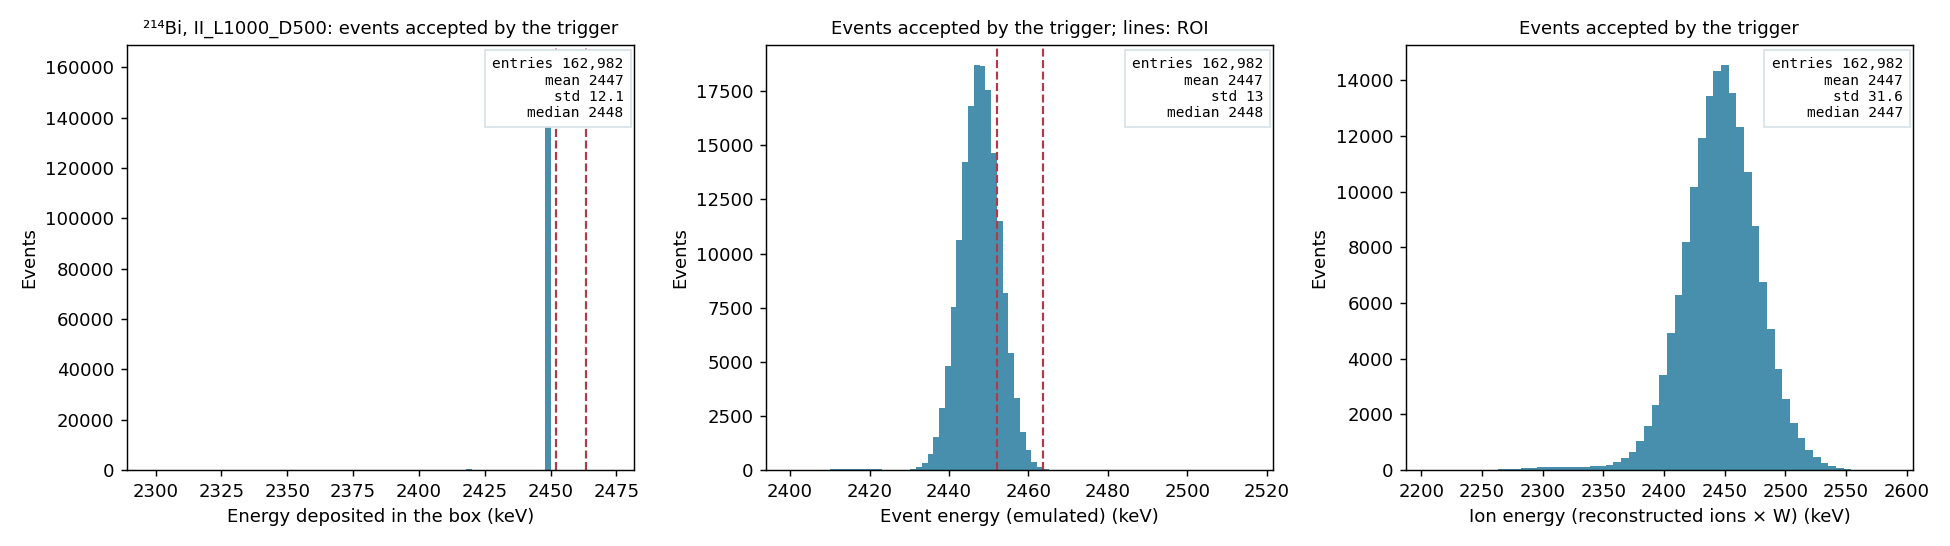 ²¹⁴Bi, II_L1000_D500: events accepted by the trigger
entries 162,982
mean 2447
std 12.1
median 2448
160000
140000
120000
100000
80000
60000
40000
20000
0
Events
2300 2325 2350 2375 2400 2425 2450 2475
Energy deposited in the box (keV)
Events accepted by the trigger; lines: ROI
entries 162,982
mean 2447
std 13
median 2448
17500
15000
12500
10000
7500
5000
2500
0
Events
2400 2420 2440 2460 2480 2500 2520
Event energy (emulated) (keV)
Events accepted by the trigger
entries 162,982
mean 2447
std 31.6
median 2447
14000
12000
10000
8000
6000
4000
2000
0
Events
2200 2250 2300 2350 2400 2450 2500 2550 2600
Ion energy (reconstructed ions × W) (keV)